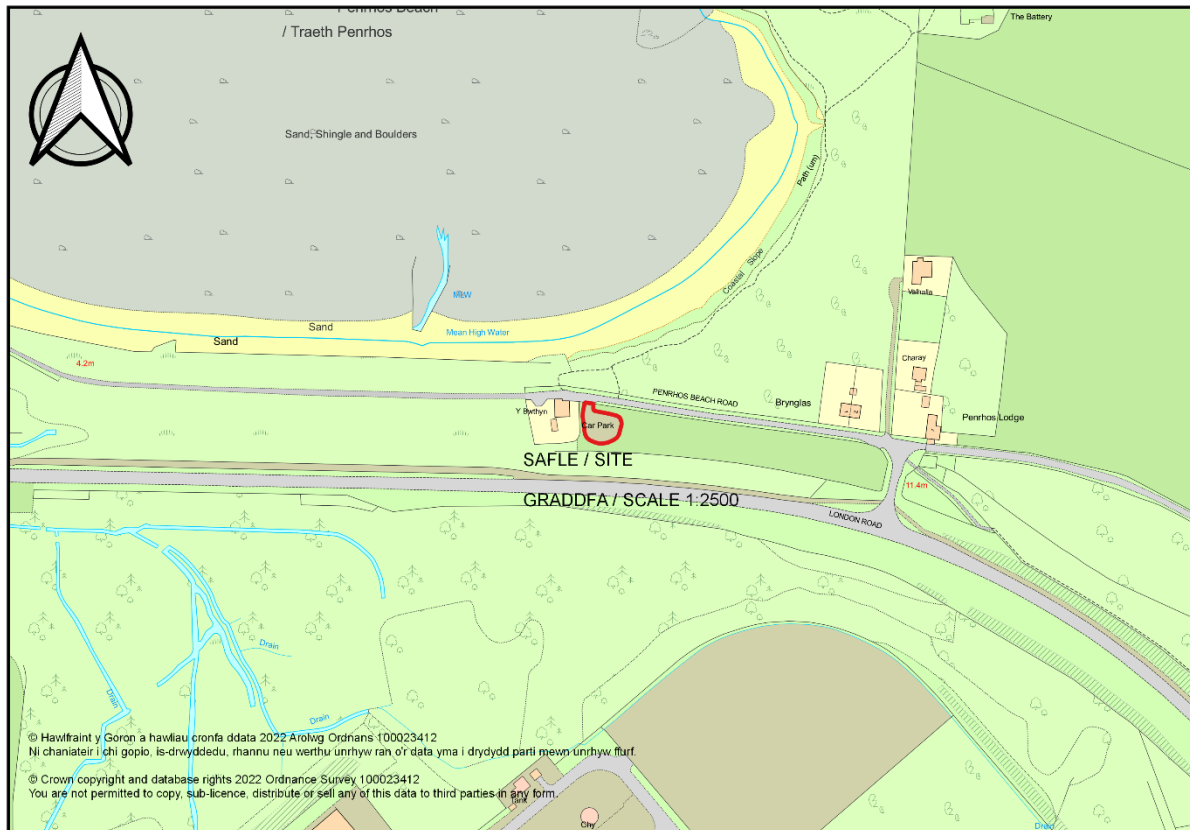 Penrhos Beach
/ Traeth Penrhos
The Battery
Sand, Shingle and Boulders
Path (um)
Coastal Slope
Valhalla
MLW
Sand
Mean High Water
Sand
4.2m
Charay
PENRHOS BEACH ROAD
Brynglas
Y Bwthyn
Penrhos Lodge
Car Park
SAFLE / SITE
11.4m
GRADDFA / SCALE 1:2500
LONDON ROAD
Drain
Drain
Drain
© Hawlfraint y Goron a hawliau cronfa ddata 2022 Arolwg Ordnans 100023412
Ni chaniateir i chi gopio, is-drwyddedu, rhannu neu werthu unrhyw ran o'r data yma i drydydd parti mewn unrhyw ffurf.
© Crown copyright and database rights 2022 Ordnance Survey 100023412
You are not permitted to copy, sub-licence, distribute or sell any of this data to third parties in any form.
Tank
Chy
Drain